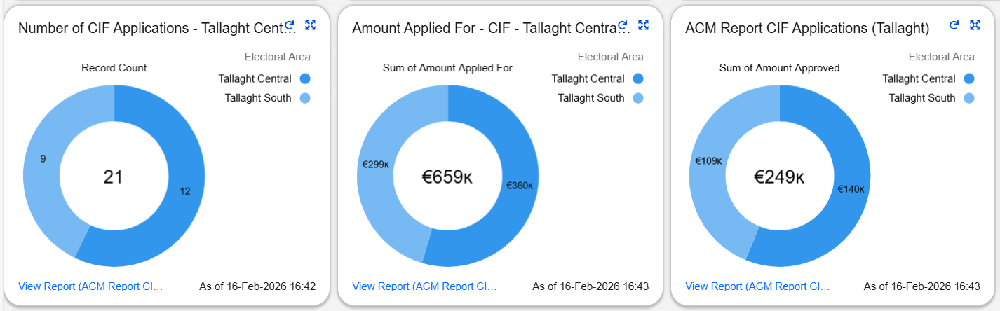 Number of CIF Applications - Tallaght Cent...
Electoral Area
Record Count
Tallaght Central
Tallaght South
9
21
12
View Report (ACM Report CI...
As of 16-Feb-2026 16:42
Amount Applied For - CIF - Tallaght Centra...
Electoral Area
Sum of Amount Applied For
Tallaght Central
Tallaght South
€299K
€659K
€360K
View Report (ACM Report CI...
As of 16-Feb-2026 16:43
ACM Report CIF Applications (Tallaght)
Electoral Area
Sum of Amount Approved
Tallaght Central
Tallaght South
€109K
€249K
€140K
View Report (ACM Report CI...
As of 16-Feb-2026 16:43